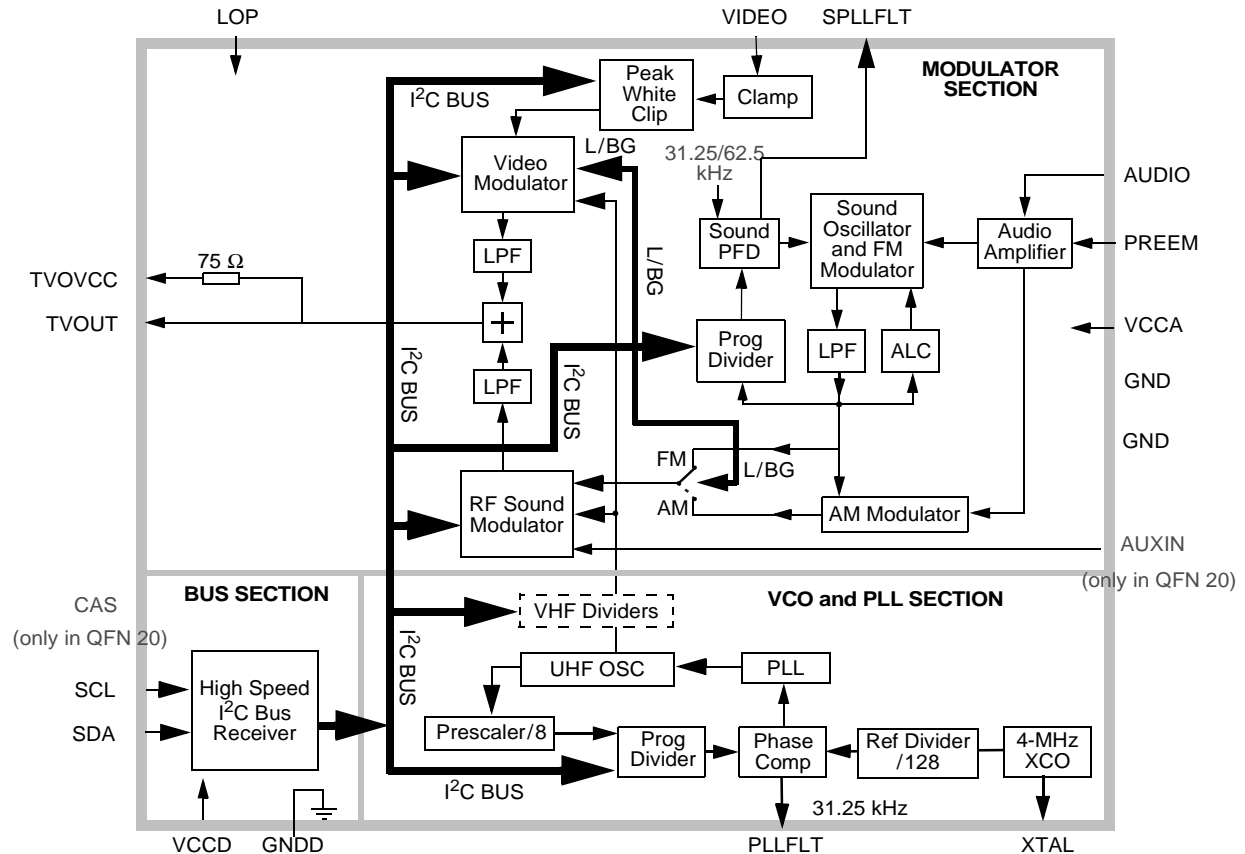 LOP
VIDEO
SPLLFLT
MODULATOR
SECTION
I²C BUS
Peak
White
Clip
Clamp
L/BG
31.25/62.5
kHz
Video
Modulator
AUDIO
Sound
PFD
Sound
Oscillator
and FM
Modulator
Audio
Amplifier
PREEM
LPF
75 Ω
TVOVCC
L/BG
TVOUT
+
VCCA
Prog
Divider
LPF
ALC
I²C BUS
LPF
I²C BUS
GND
GND
FM
L/BG
RF Sound
Modulator
AM
AM Modulator
AUXIN
(only in QFN 20)
BUS SECTION
VCO and PLL SECTION
CAS
(only in QFN 20)
VHF Dividers
I²C BUS
UHF OSC
PLL
SCL
SDA
High Speed
I²C Bus
Receiver
Prescaler/8
Prog
Divider
Phase
Comp
Ref Divider
/128
4-MHz
XCO
I²C BUS
31.25 kHz
VCCD
GNDD
PLLFLT
XTAL